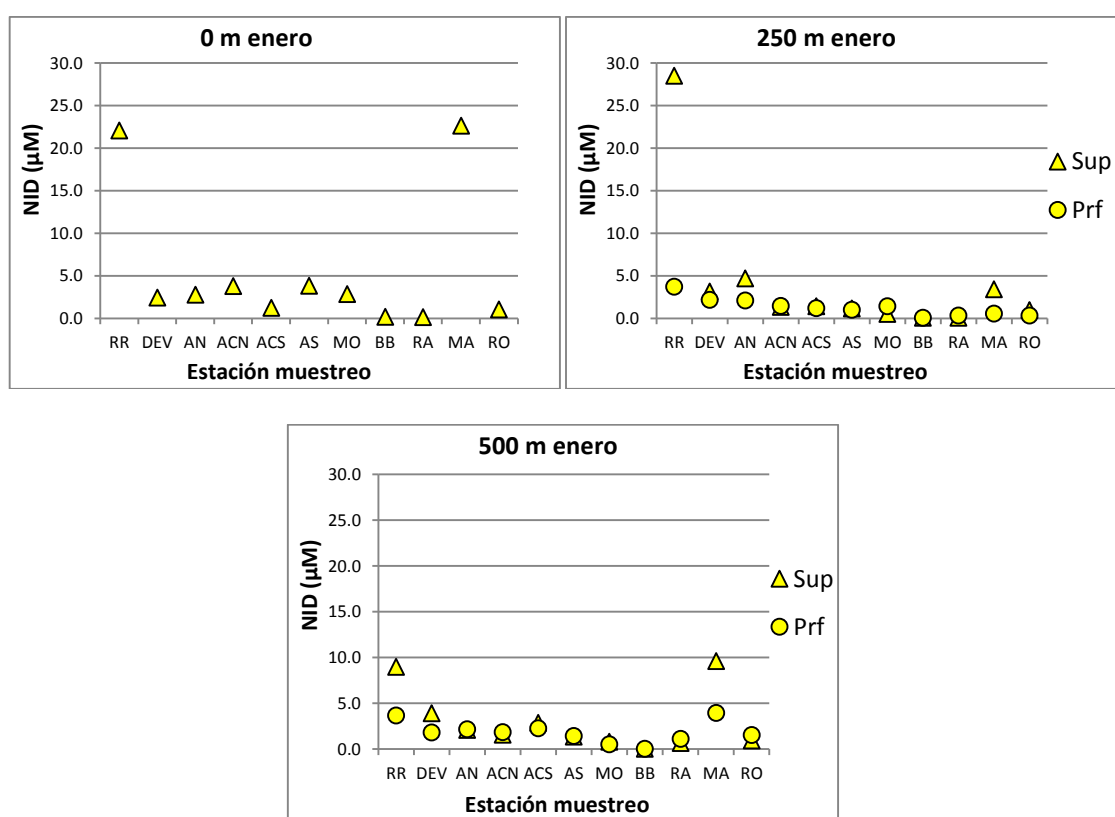 0 m enero
30.0
25.0
20.0
15.0
10.0
5.0
0.0
NID (µM)
RR DEV AN ACN ACS AS MO BB RA MA RO
Estación muestreo
250 m enero
30.0
25.0
20.0
15.0
10.0
5.0
0.0
NID (µM)
Sup
Prf
RR DEV AN ACN ACS AS MO BB RA MA RO
Estación muestreo
500 m enero
30.0
25.0
20.0
15.0
10.0
5.0
0.0
NID (µM)
Sup
Prf
RR DEV AN ACN ACS AS MO BB RA MA RO
Estación muestreo